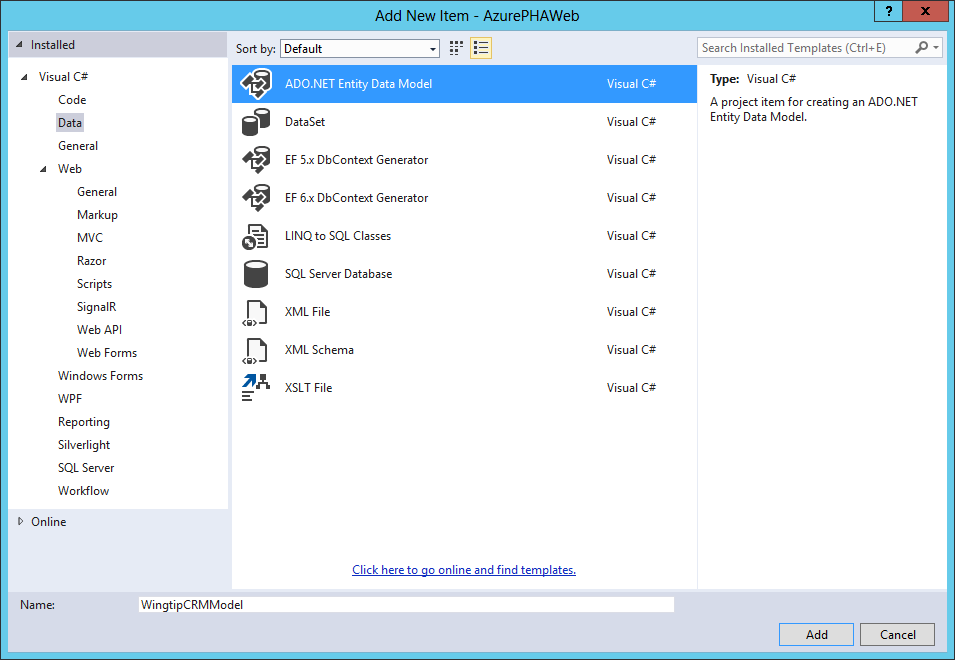 Add New Item - AzurePHAWeb
?
x
Installed
Sort by: Default
Search Installed Templates (Ctrl+E)
Visual C#
Code
Data
General
Web
General
Markup
MVC
Razor
Scripts
SignalR
Web API
Web Forms
Windows Forms
WPF
Reporting
Silverlight
SQL Server
Workflow
Online
ADO.NET Entity Data Model Visual C#
DataSet Visual C#
EF 5.x DbContext Generator Visual C#
EF 6.x DbContext Generator Visual C#
LINQ to SQL Classes Visual C#
SQL Server Database Visual C#
XML File Visual C#
XML Schema Visual C#
XSLT File Visual C#
Click here to go online and find templates.
Type: Visual C#
A project item for creating an ADO.NET
Entity Data Model.
Name: WingtipCRMModel
Add Cancel